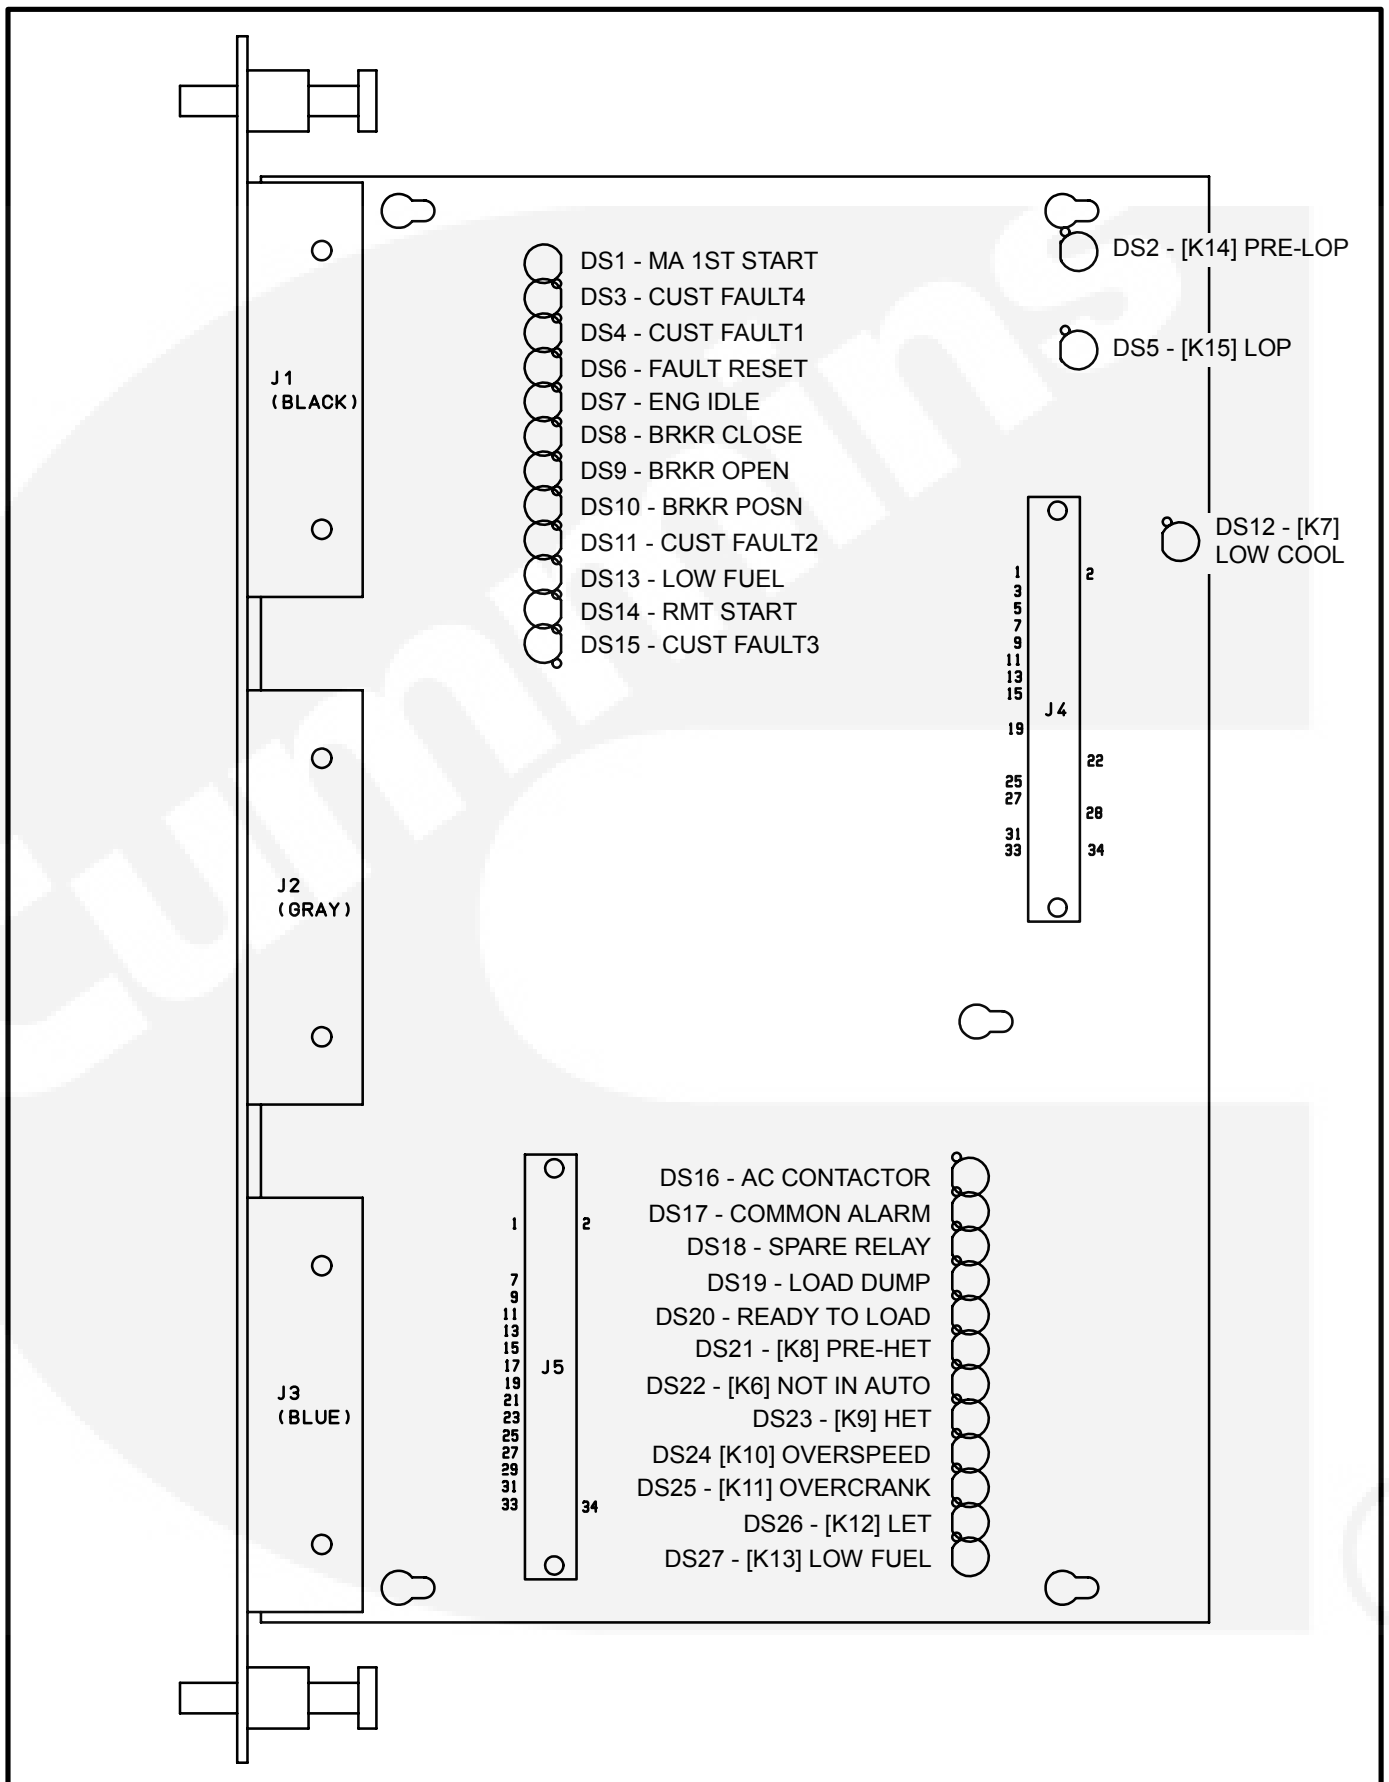 DS1 - MA 1ST START
DS3 - CUST FAULT4
DS4 - CUST FAULT1
DS6 - FAULT RESET
DS7 - ENG IDLE
DS8 - BRKR CLOSE
DS9 - BRKR OPEN
DS10 - BRKR POSN
DS11 - CUST FAULT2
DS13 - LOW FUEL
DS14 - RMT START
DS15 - CUST FAULT3
DS2 - [K14] PRE-LOP
DS5 - [K15] LOP
DS12 - [K7]
LOW COOL
J1
(BLACK)
J2
(GRAY)
J3
(BLUE)
1
3
5
7
9
11
13
15
19
25
27
31
33
J4
2
22
28
34
1
7
9
11
13
15
17
19
21
23
25
27
29
31
33
J5
2
34
DS16 - AC CONTACTOR
DS17 - COMMON ALARM
DS18 - SPARE RELAY
DS19 - LOAD DUMP
DS20 - READY TO LOAD
DS21 - [K8] PRE-HET
DS22 - [K6] NOT IN AUTO
DS23 - [K9] HET
DS24 [K10] OVERSPEED
DS25 - [K11] OVERCRANK
DS26 - [K12] LET
DS27 - [K13] LOW FUEL
Cummins